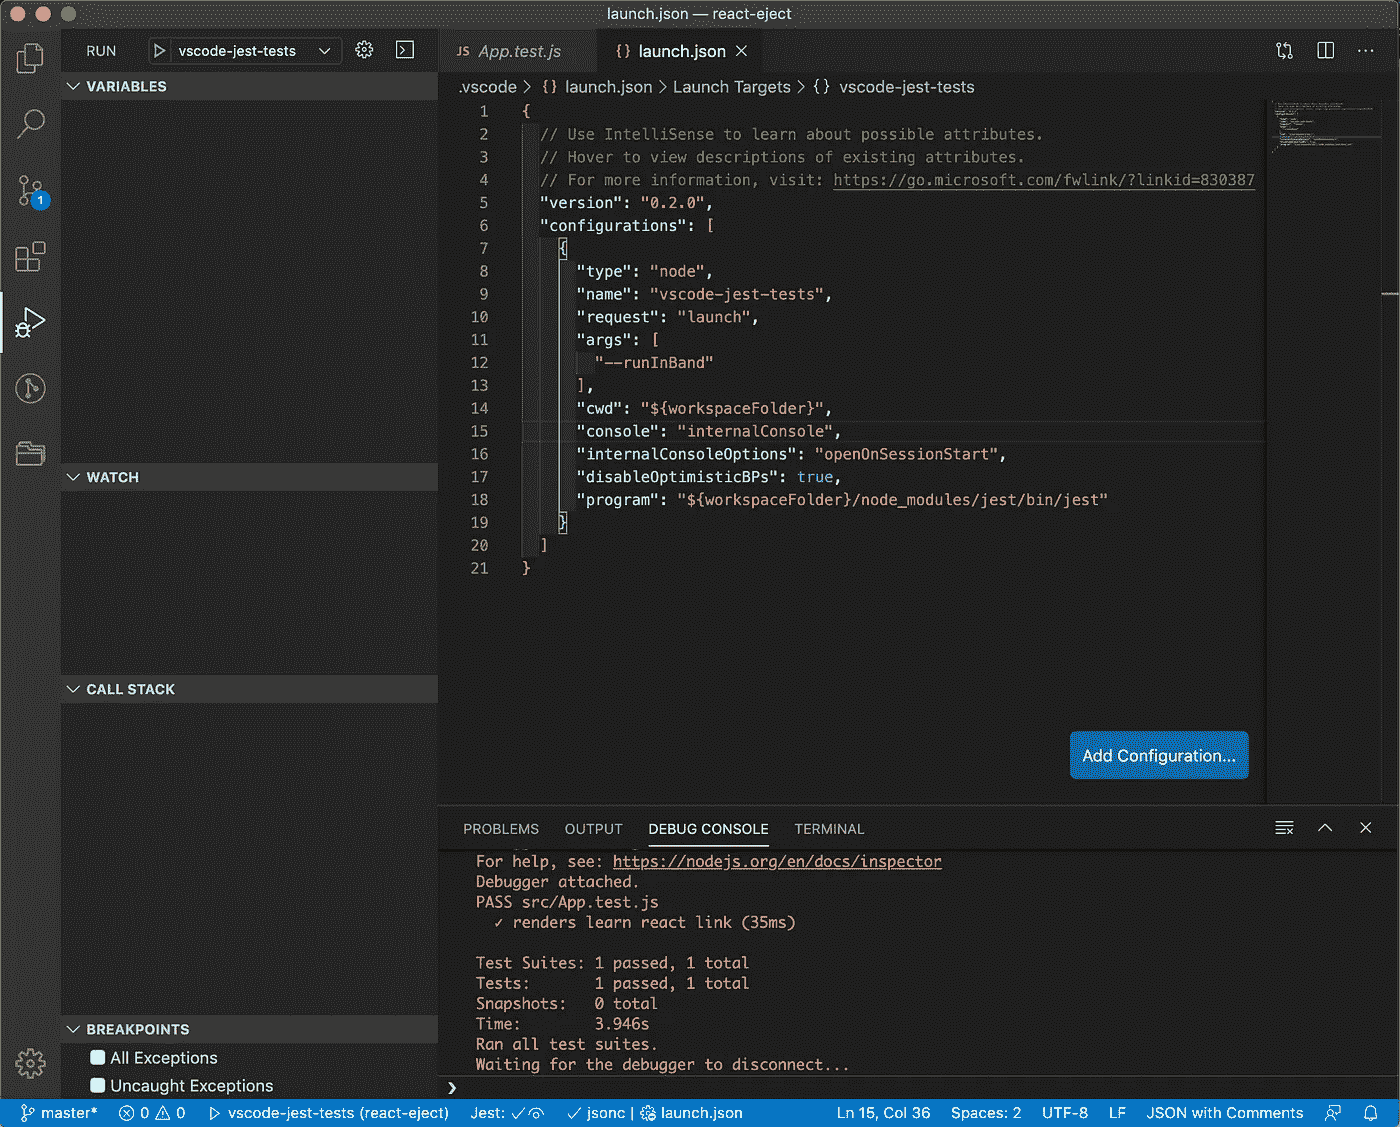 launch.json — react-eject
RUN
vscode-jest-tests
JS App.test.js
{} launch.json
.vscode > {} launch.json > Launch Targets > {} vscode-jest-tests
VARIABLES
WATCH
CALL STACK
BREAKPOINTS
All Exceptions
Uncaught Exceptions
1
1 {
2 // Use IntelliSense to learn about possible attributes.
3 // Hover to view descriptions of existing attributes.
4 // For more information, visit: https://go.microsoft.com/fwlink/?linkid=830387
5 "version": "0.2.0",
6 "configurations": [
7 {
8 "type": "node",
9 "name": "vscode-jest-tests",
10 "request": "launch",
11 "args": [
12 "--runInBand"
13 ],
14 "cwd": "${workspaceFolder}",
15 "console": "internalConsole",
16 "internalConsoleOptions": "openOnSessionStart",
17 "disableOptimisticBPs": true,
18 "program": "${workspaceFolder}/node_modules/jest/bin/jest"
19 }
20 ]
21 }
Add Configuration...
PROBLEMS OUTPUT DEBUG CONSOLE TERMINAL
For help, see: https://nodejs.org/en/docs/inspector
Debugger attached.
PASS src/App.test.js
✓ renders learn react link (35ms)
Test Suites: 1 passed, 1 total
Tests: 1 passed, 1 total
Snapshots: 0 total
Time: 3.946s
Ran all test suites.
Waiting for the debugger to disconnect...
master* 0 0 vscode-jest-tests (react-eject) Jest: ✓ ✓ jsonc | launch.json Ln 15, Col 36 Spaces: 2 UTF-8 LF JSON with Comments